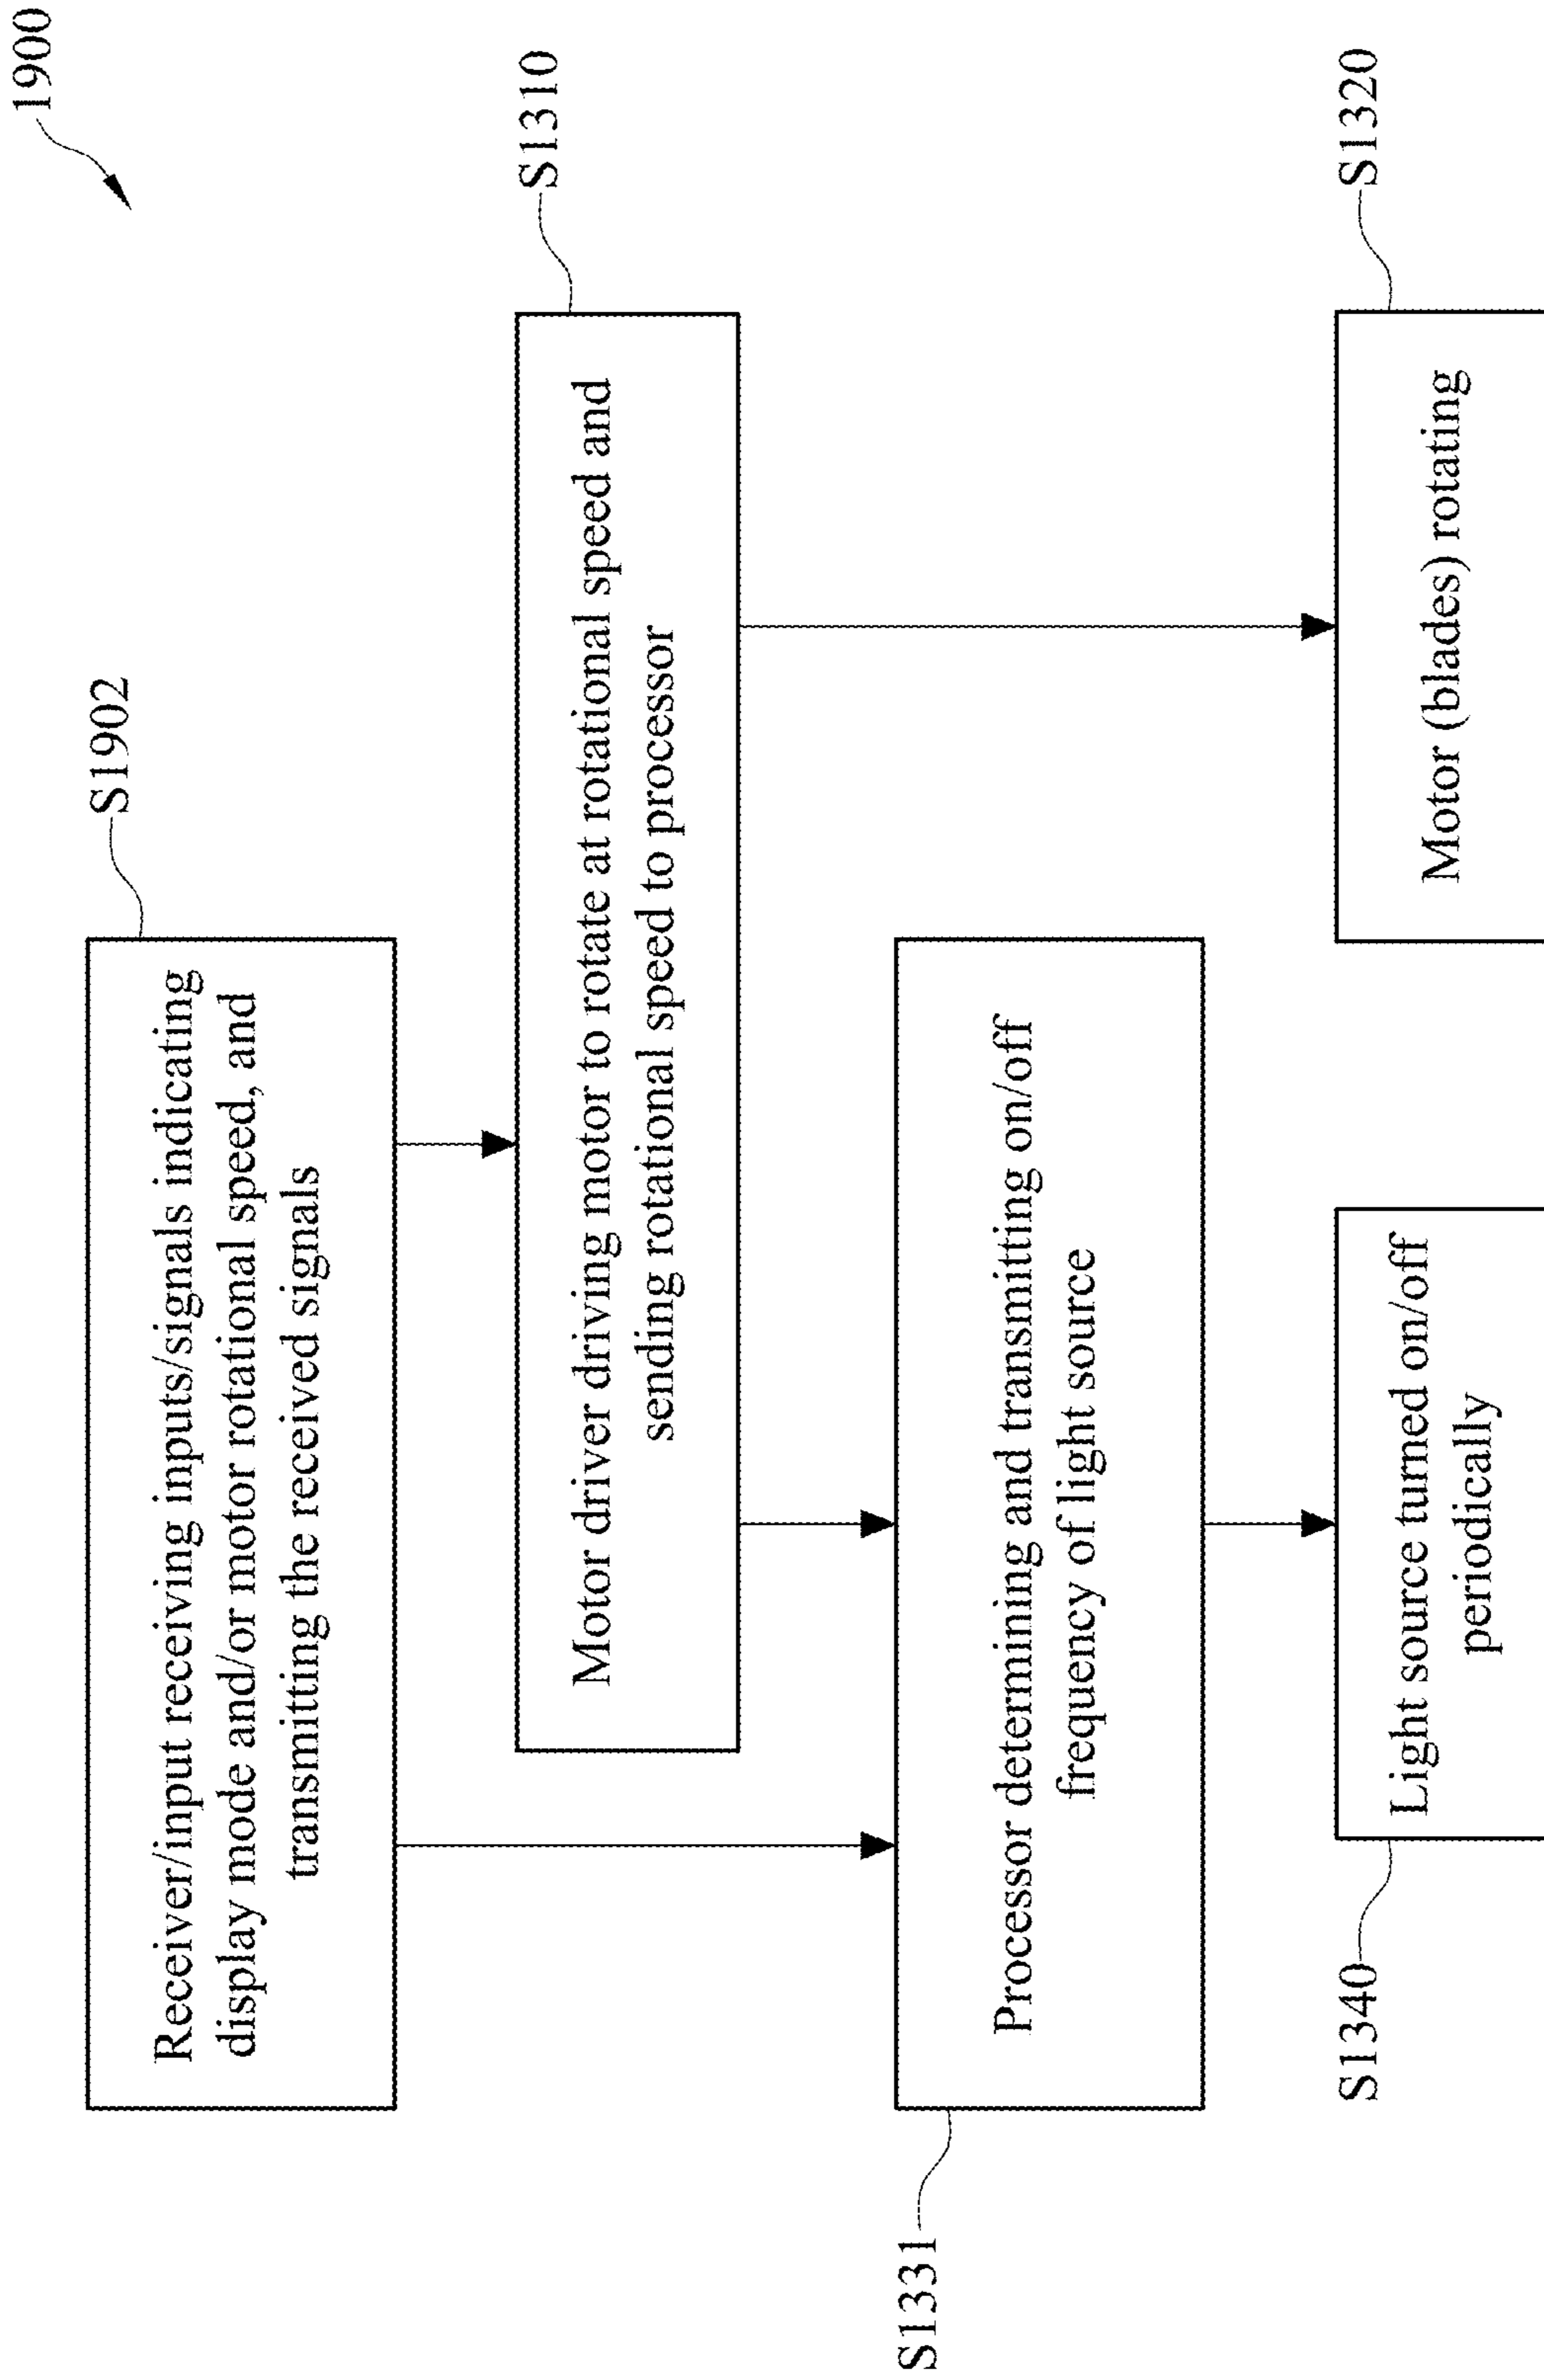 1900
S1902
Receiver/input receiving inputs/signals indicating
display mode and/or motor rotational speed, and
transmitting the received signals
S1310
Motor driver driving motor to rotate at rotational speed and
sending rotational speed to processor
S1331
Processor determining and transmitting on/off
frequency of light source
S1340
Light source turned on/off
periodically
S1320
Motor (blades) rotating